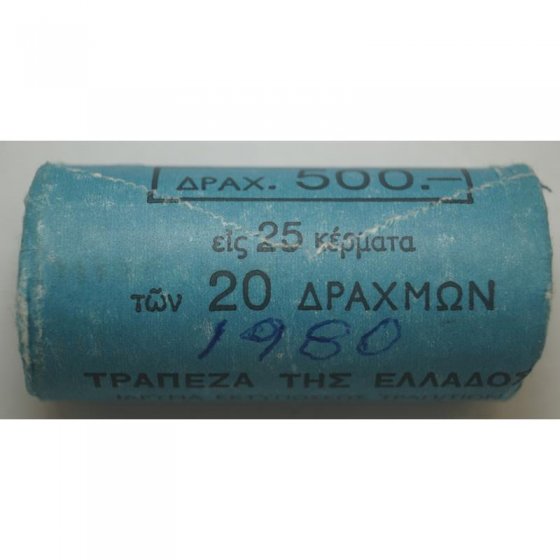 ΔΡΑΧ. 500.-
εἰς 25 κέρματα
τῶν 20 ΔΡΑΧΜΩΝ
1980
ΤΡΑΠΕΖΑ ΤΗΣ ΕΛΛΑΔΟΣ